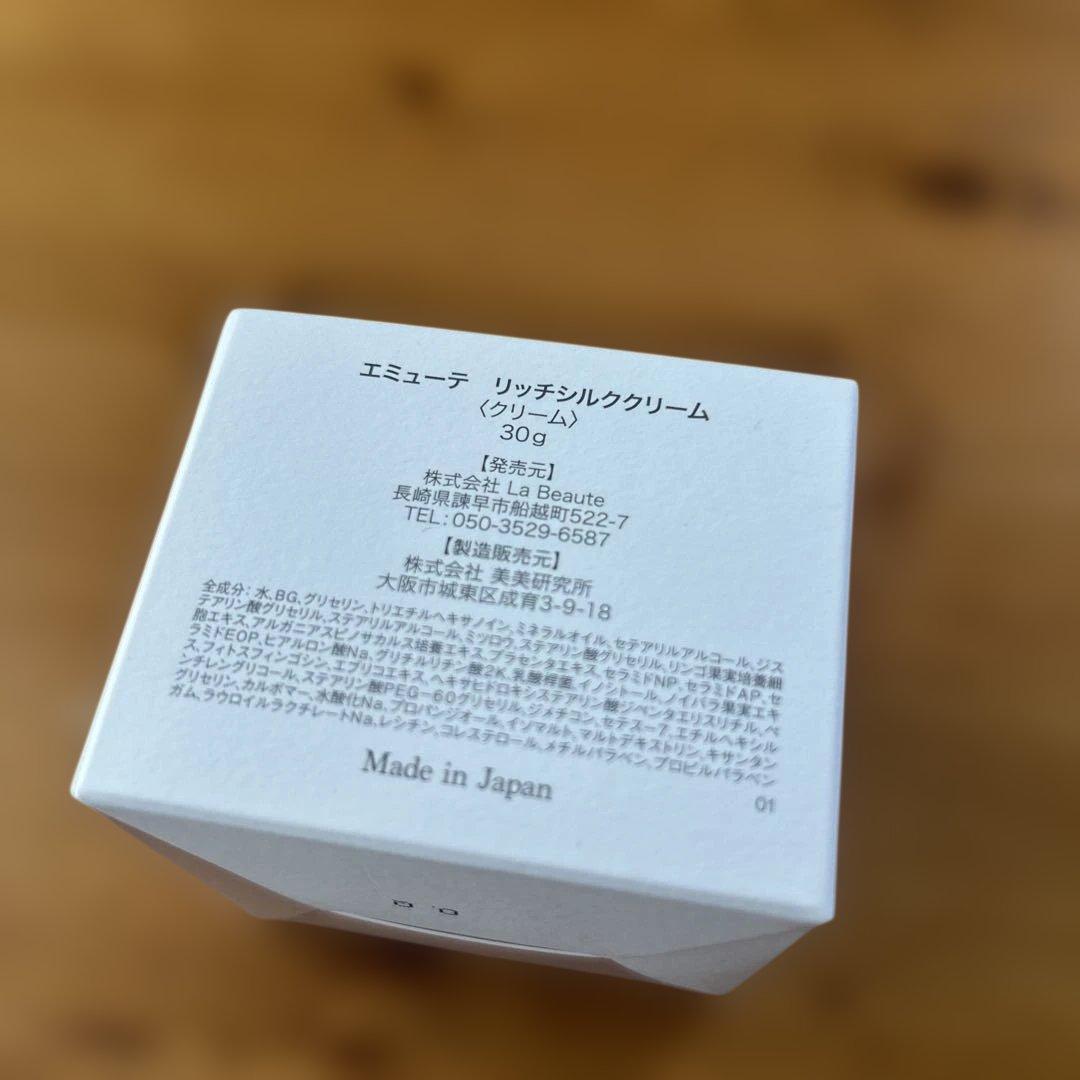 エミューテ リッチシルククリーム
〈クリーム〉
30g
【発売元】
株式会社 La Beaute
長崎県諫早市船越町522-7
TEL：050-3529-6587
【製造販売元】
株式会社 美美研究所
大阪市城東区成育3-9-18
全成分：水、BG、グリセリン、トリエチルヘキサノイン、ミネラルオイル、セテアリルアルコール、ジス
テアリン酸グリセリル、ステアリルアルコール、ミツロウ、ステアリン酸グリセリル、リンゴ果実培養細
胞エキス、アルガニアスピノサカルス培養エキス、プラセンタエキス、セラミドNP、セラミドAP、セ
ラミドEOP、ヒアルロン酸Na、グリチルリチン酸2K、乳酸桿菌、イノシトール、ノイバラ果実エキ
ス、フィトスフィンゴシン、エブリコエキス、ヘキサヒドロキシステアリン酸ジペンタエリスリチル、ペ
ンチレングリコール、ステアリン酸PEG－60グリセリル、ジメチコン、セテス－7、エチルヘキシル
グリセリン、カルボマー、水酸化Na、プロパンジオール、イソマルト、マルトデキストリン、キサンタン
ガム、ラウロイルラクチレートNa、レシチン、コレステロール、メチルパラベン、プロピルパラベン
Made in Japan
01